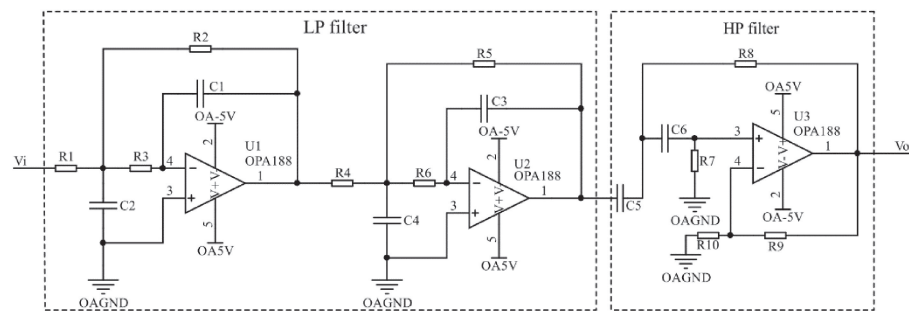 LP filter
HP filter
R2
C1
OA-5V
2
U1
OPA188
Vi
R1
R3
4
3
V+V-
1
5
OA5V
C2
OAGND
R5
C3
OA-5V
2
U2
OPA188
R4
R6
4
3
V+V-
1
5
OA5V
C4
OAGND
C5
R8
OA5V
5
U3
OPA188
C6
3
4
V-V+
1
Vo
2
OA-5V
R7
OAGND
R10
R9
OAGND